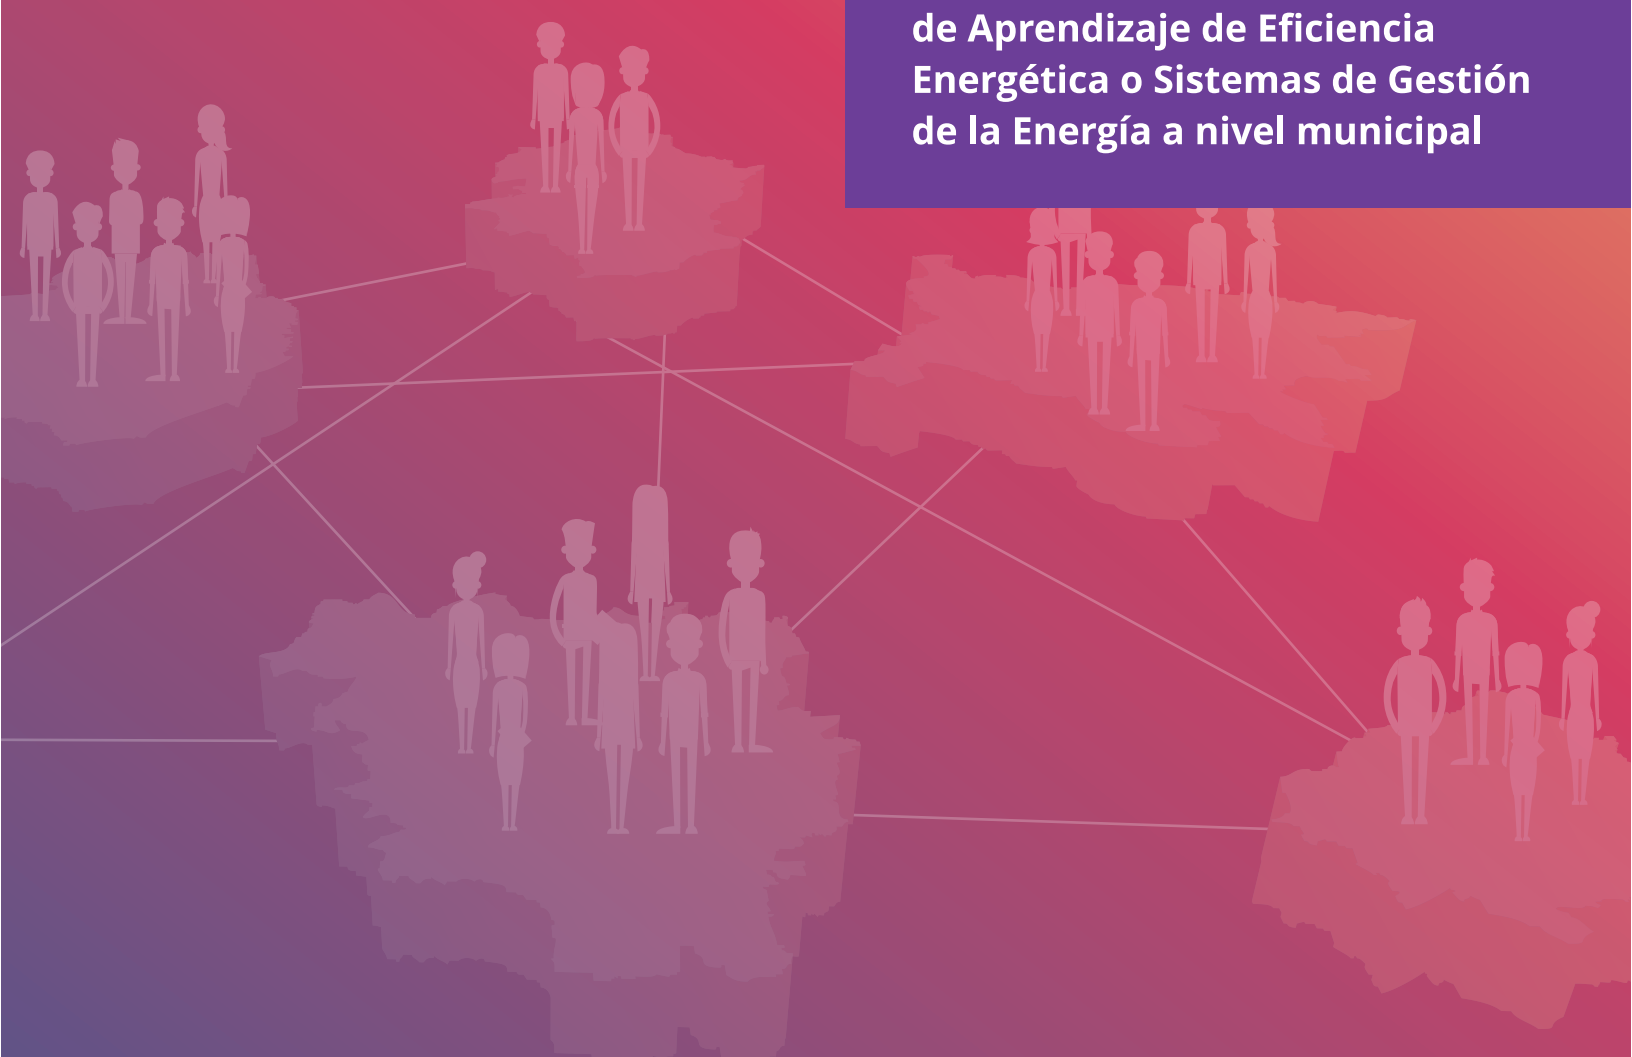 de Aprendizaje de Eficiencia
Energética o Sistemas de Gestión
de la Energía a nivel municipal